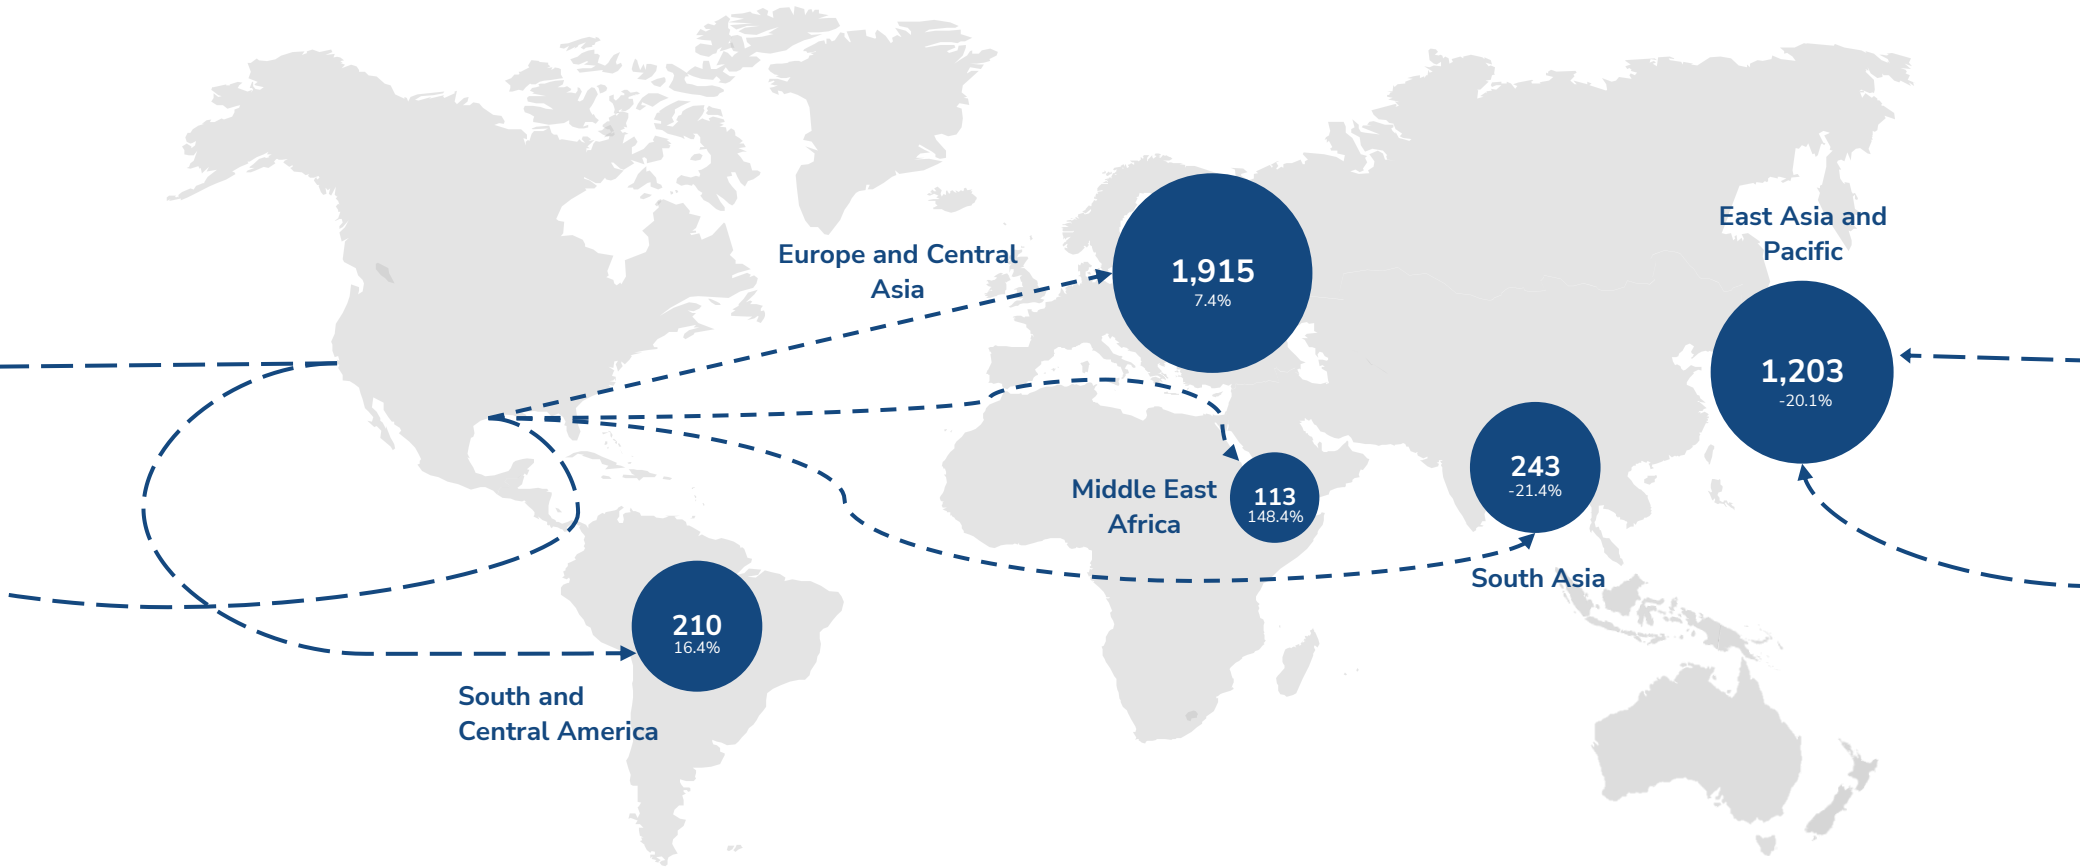 Europe and Central
Asia
1,915
7.4%
East Asia and
Pacific
1,203
-20.1%
Middle East
Africa
113
148.4%
243
-21.4%
South Asia
210
16.4%
South and
Central America